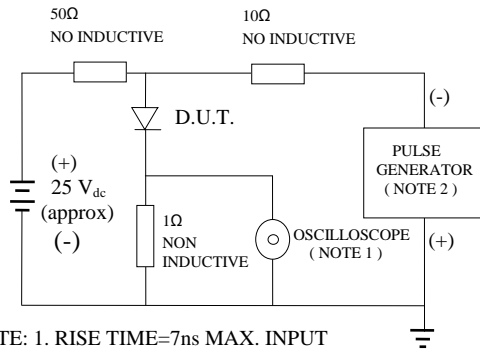 50Ω
NO INDUCTIVE
10Ω
NO INDUCTIVE
(-)
D.U.T.
PULSE
GENERATOR
( NOTE 2 )
(+)
25 Vdc
(approx)
(-)
1Ω
NON
INDUCTIVE
OSCILLOSCOPE
( NOTE 1 )
(+)
TE: 1. RISE TIME=7ns MAX. INPUT